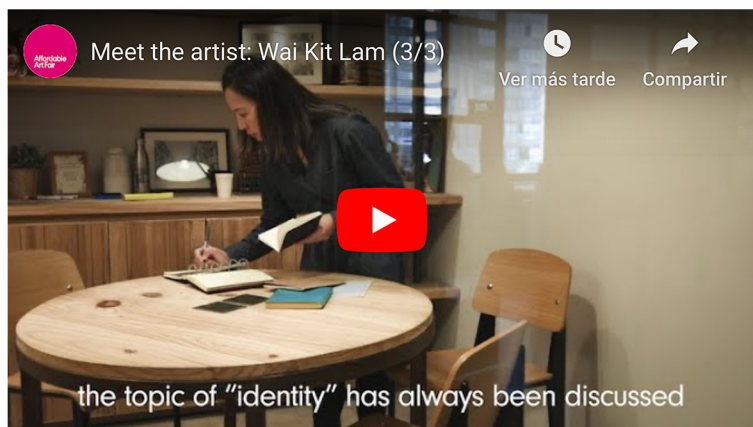 Affordable
Art Fair
Meet the artist: Wai Kit Lam (3/3)
Ver más tarde
Compartir
the topic of “identity” has always been discussed